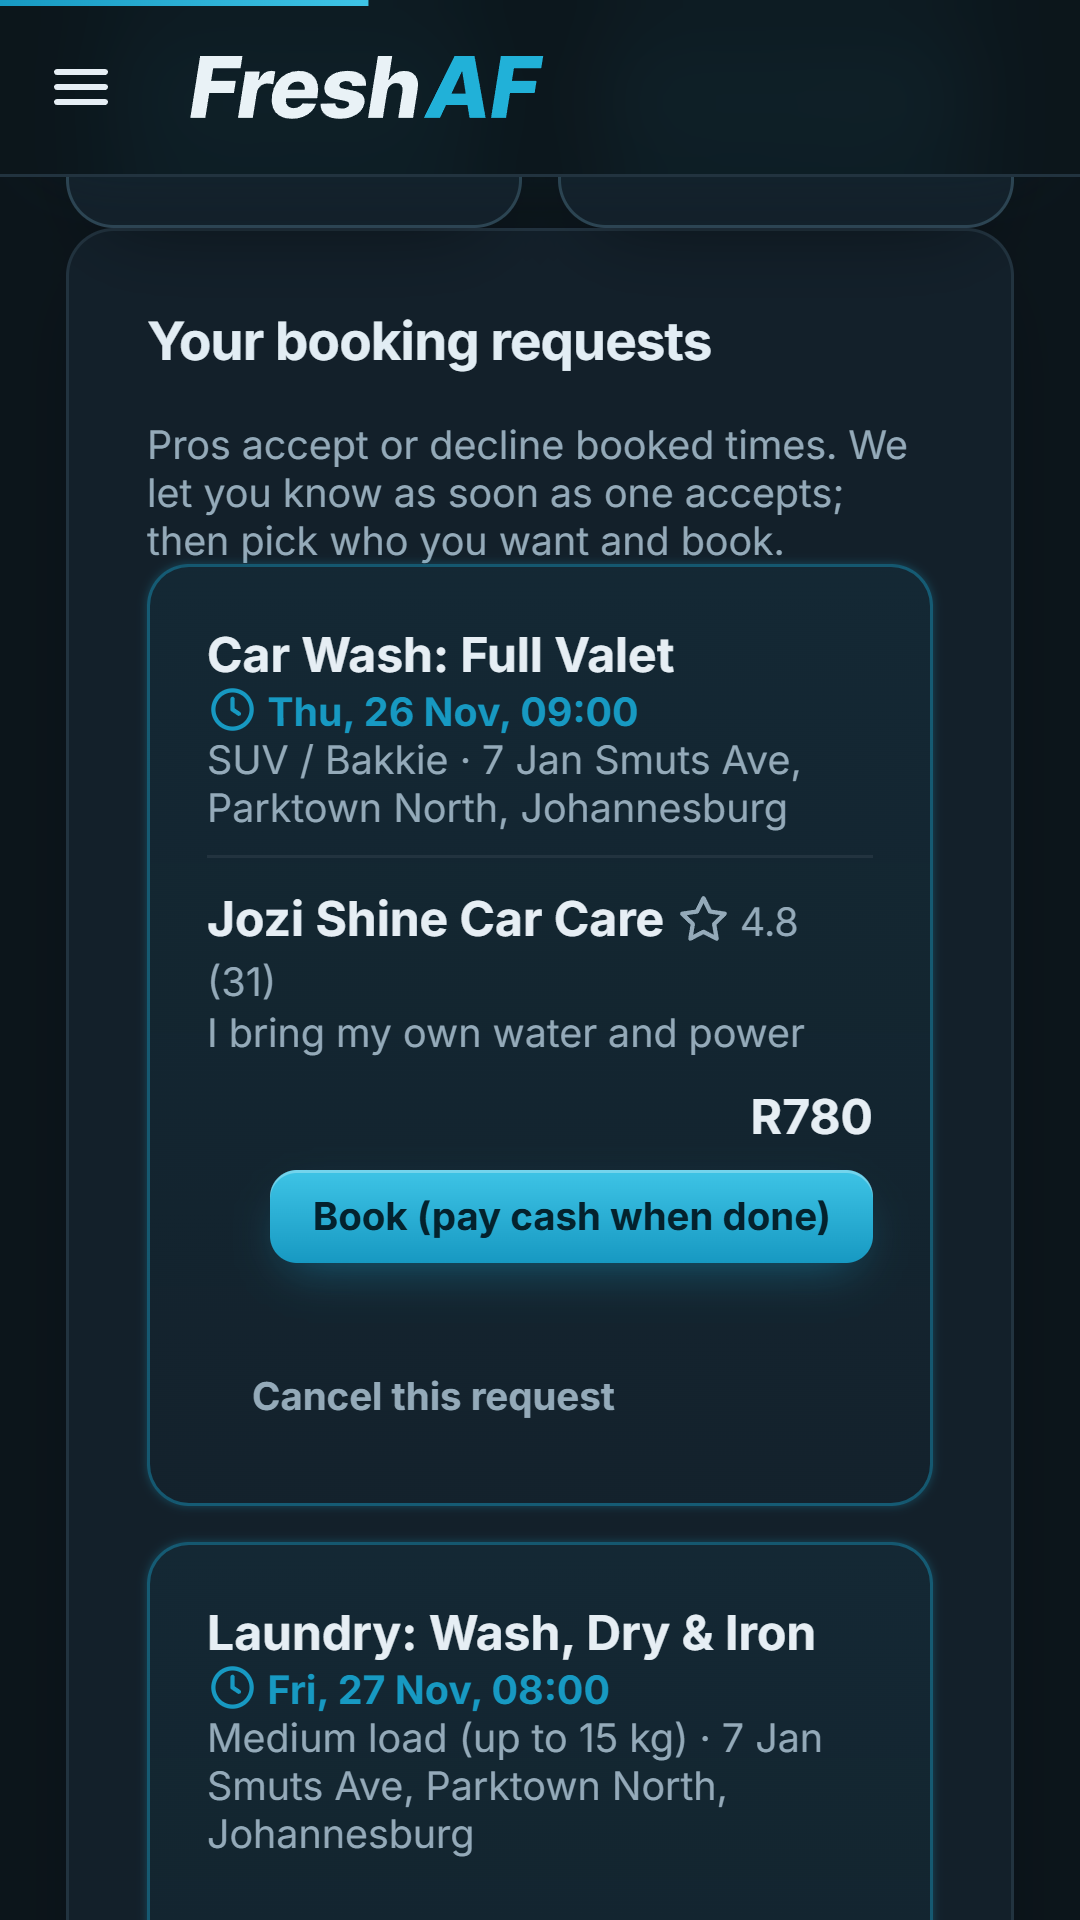 FreshAF
Your booking requests
Pros accept or decline booked times. We
let you know as soon as one accepts;
then pick who you want and book.
Car Wash: Full Valet
Thu, 26 Nov, 09:00
SUV / Bakkie · 7 Jan Smuts Ave,
Parktown North, Johannesburg
Jozi Shine Car Care 4.8
(31)
I bring my own water and power
R780
Book (pay cash when done)
Cancel this request
Laundry: Wash, Dry & Iron
Fri, 27 Nov, 08:00
Medium load (up to 15 kg) · 7 Jan
Smuts Ave, Parktown North,
Johannesburg